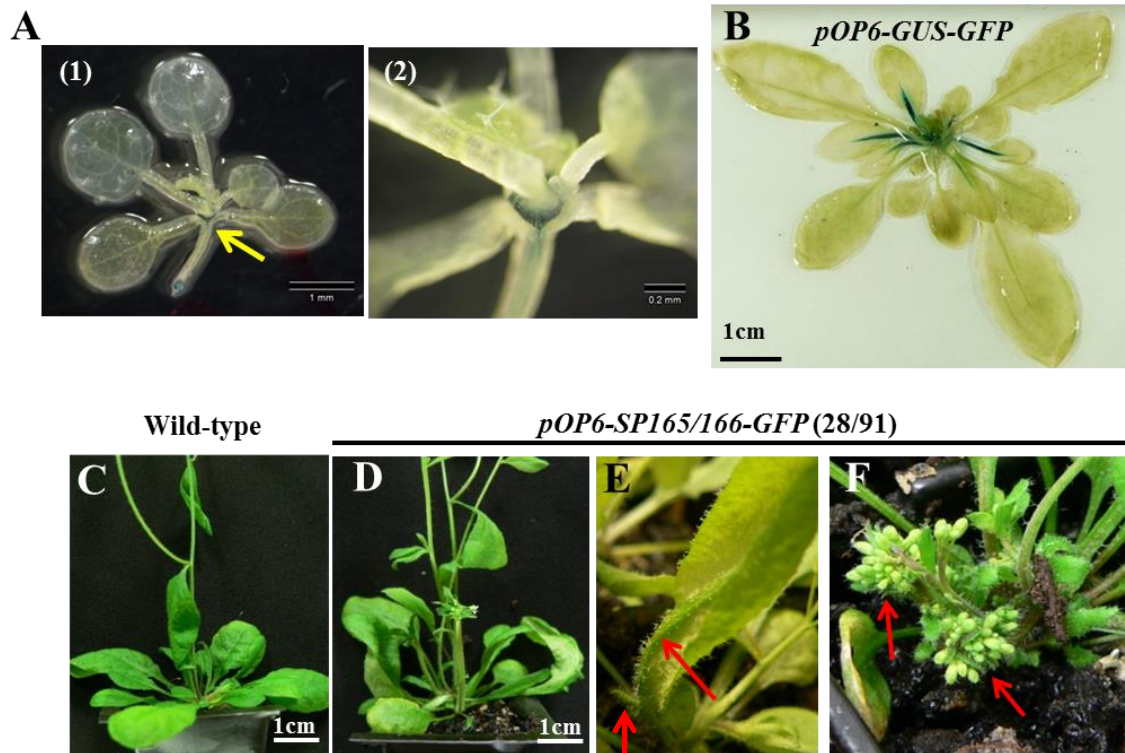 A
(1)
1 mm
(2)
0.2 mm
B
pOP6-GUS-GFP
1cm
Wild-type
pOP6-SP165/166-GFP (28/91)
C
1cm
D
1cm
E
F